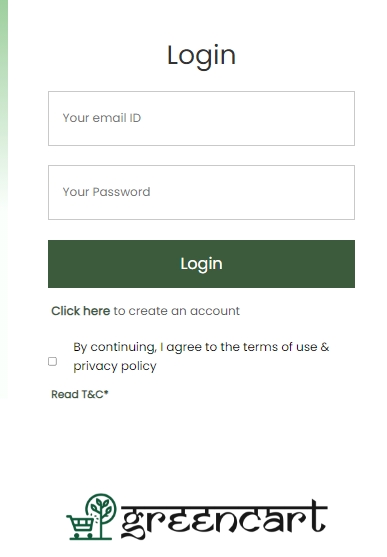 Login
Your email ID
Your Password
Login
Click here to create an account
By continuing, I agree to the terms of use &
privacy policy
Read T&C*
greencart